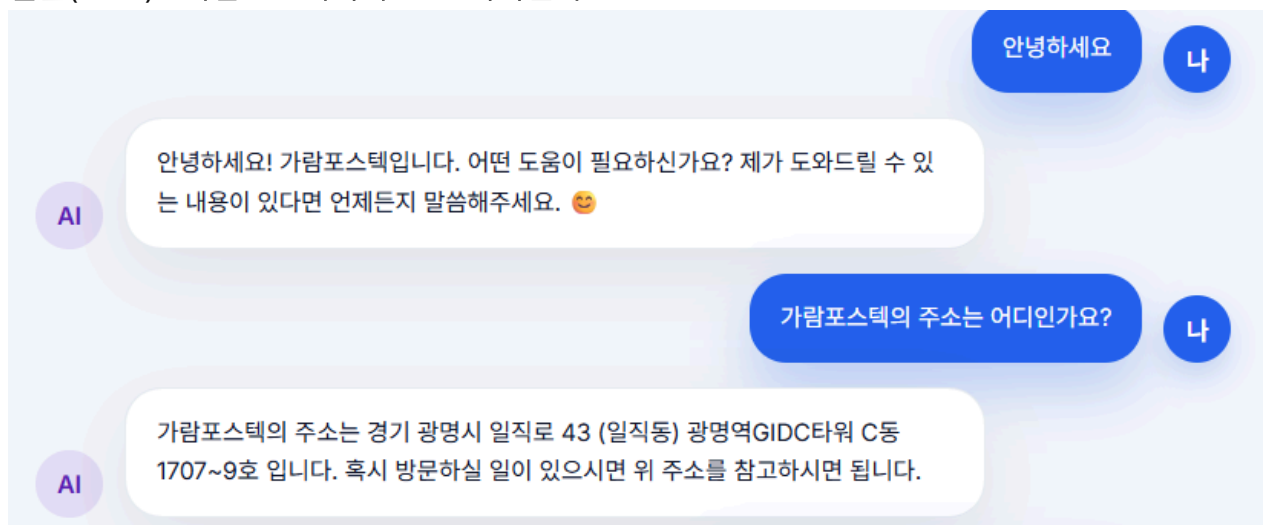 안녕하세요
나
안녕하세요! 가람포스텍입니다. 어떤 도움이 필요하신가요? 제가 도와드릴 수 있
는 내용이 있다면 언제든지 말씀해주세요. 😊
AI
가람포스텍의 주소는 어디인가요?
나
가람포스텍의 주소는 경기 광명시 일직로 43 (일직동) 광명역GIDC타워 C동
1707~9호 입니다. 혹시 방문하실 일이 있으시면 위 주소를 참고하시면 됩니다.
AI